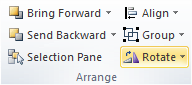 Bring Forward Align
Send Backward Group
Selection Pane Rotate
Arrange